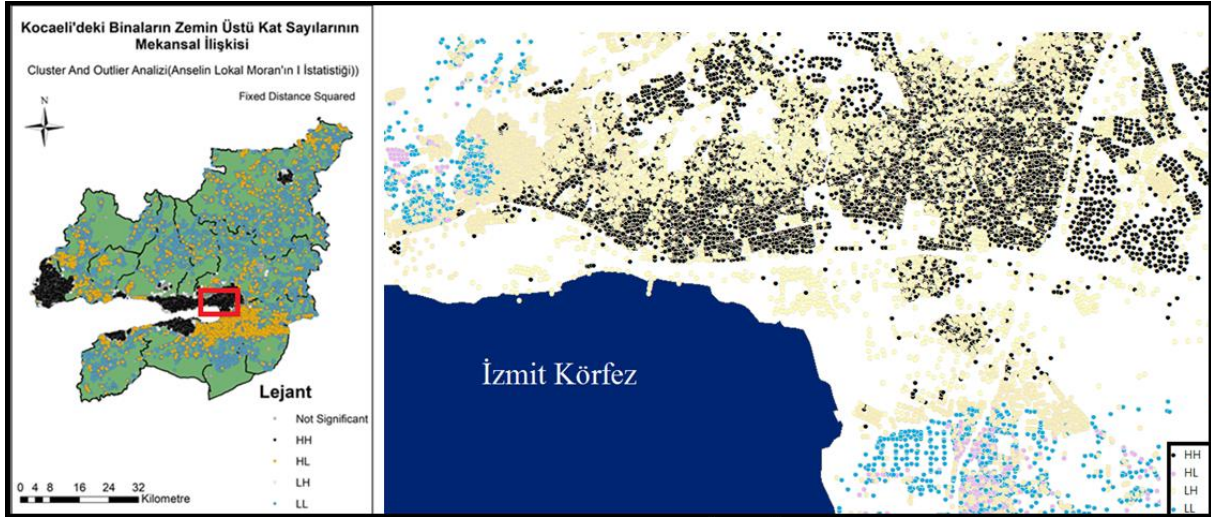 Kocaeli'deki Binaların Zemin Üstü Kat Sayılarının
Mekansal İlişkisi
Cluster And Outlier Analizi(Anselin Lokal Moran'ın I İstatistiği))
Fixed Distance Squared
N
Lejant
Not Significant
HH
HL
LH
LL
0 4 8 16 24 32
Kilometre
İzmit Körfez
HH
HL
LH
LL